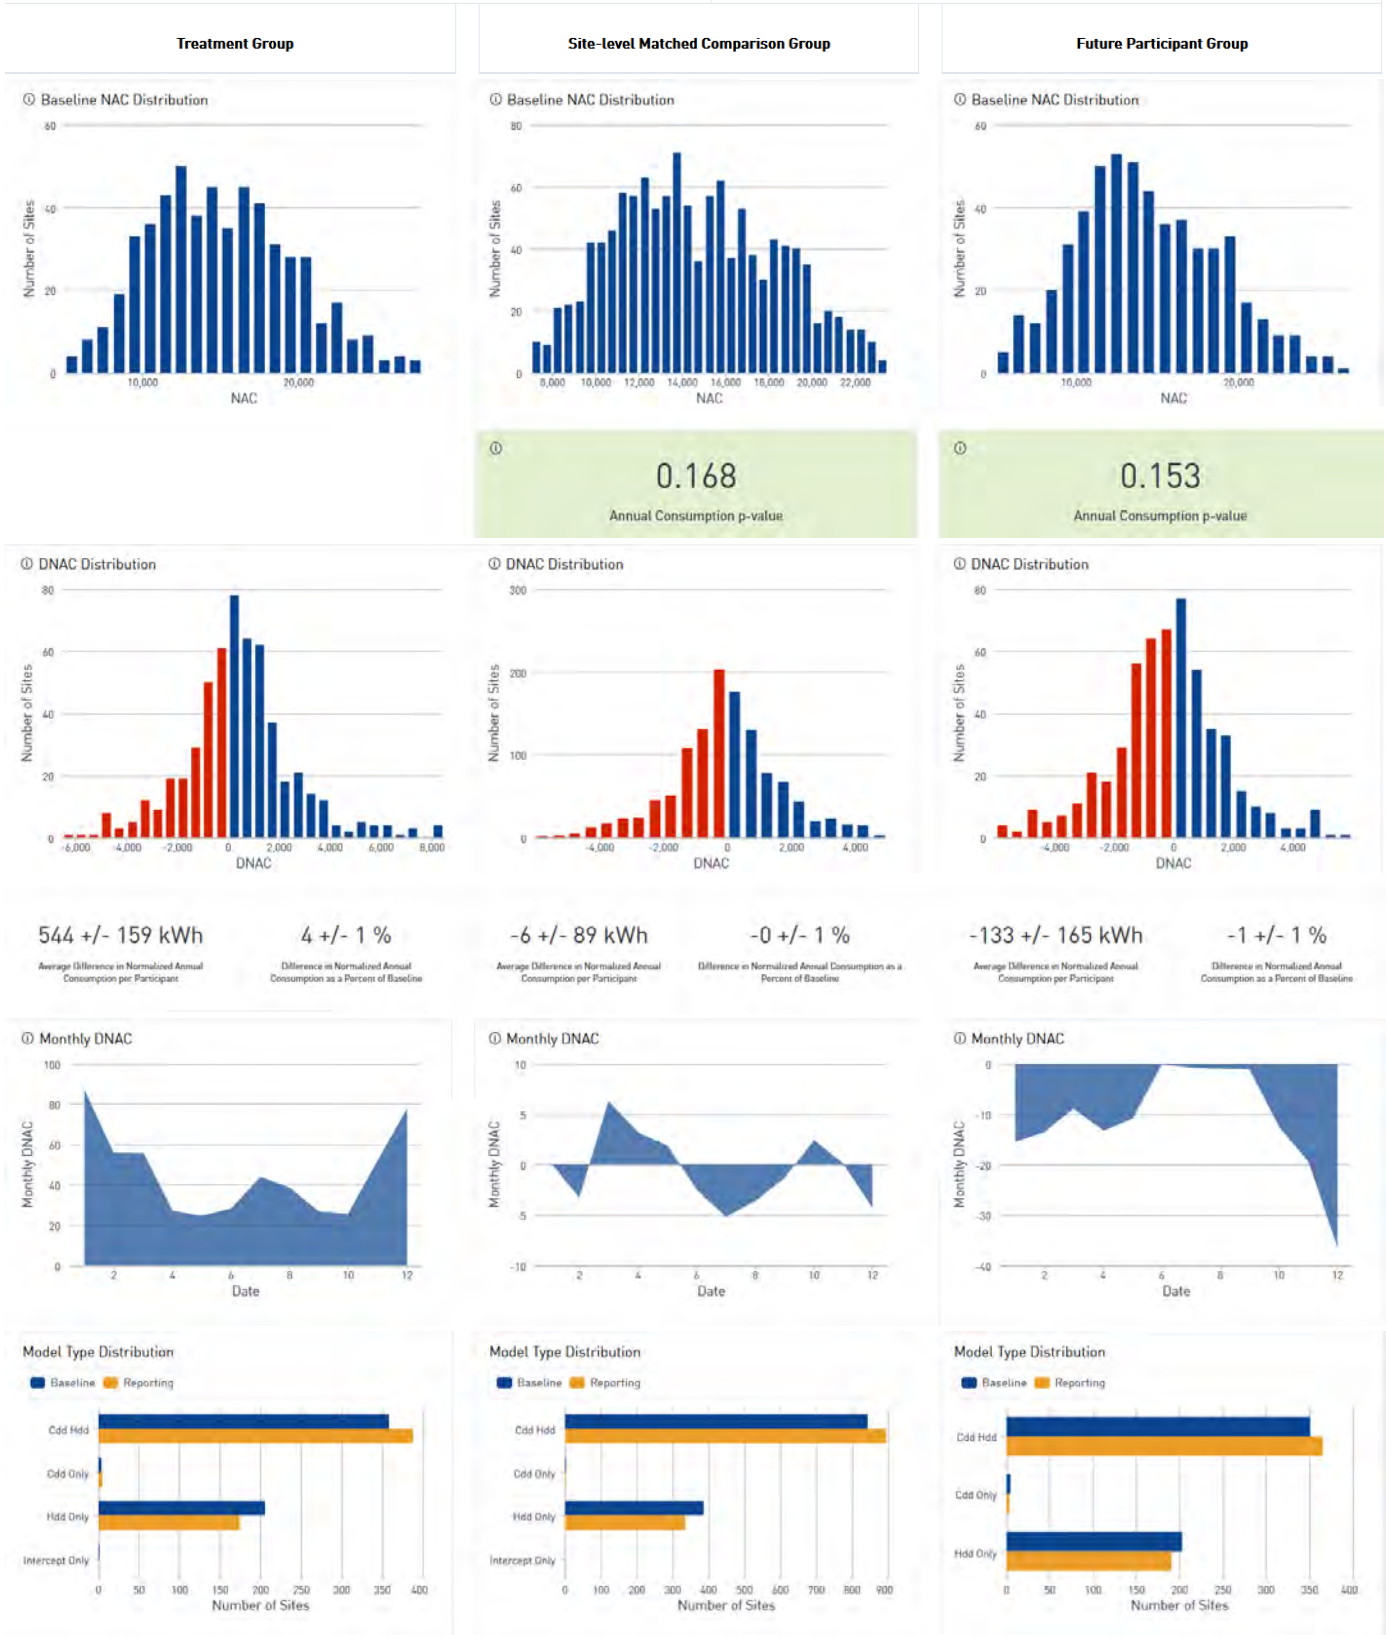 Treatment Group
Site-level Matched Comparison Group
Future Participant Group
Baseline NAC Distribution
60
40
20
0
Number of Sites
10,000 20,000
NAC
Baseline NAC Distribution
80
60
40
20
0
Number of Sites
8,000 10,000 12,000 14,000 16,000 18,000 20,000 22,000
NAC
Baseline NAC Distribution
60
40
20
0
Number of Sites
10,000 20,000
NAC
0.168
Annual Consumption p-value
0.153
Annual Consumption p-value
DNAC Distribution
80
60
40
20
0
Number of Sites
-6,000 -4,000 -2,000 0 2,000 4,000 6,000 8,000
DNAC
DNAC Distribution
300
200
100
0
Number of Sites
-4,000 -2,000 0 2,000 4,000
DNAC
DNAC Distribution
80
60
40
20
0
Number of Sites
-4,000 -2,000 0 2,000 4,000
DNAC
544 +/- 159 kWh
Average Difference in Normalized Annual
Consumption per Participant
4 +/- 1 %
Difference in Normalized Annual
Consumption as a Percent of Baseline
-6 +/- 89 kWh
Average Difference in Normalized Annual
Consumption per Participant
-0 +/- 1 %
Difference in Normalized Annual Consumption as a
Percent of Baseline
-133 +/- 165 kWh
Average Difference in Normalized Annual
Consumption per Participant
-1 +/- 1 %
Difference in Normalized Annual
Consumption as a Percent of Baseline
Monthly DNAC
100
80
60
40
20
0
Monthly DNAC
2 4 6 8 10 12
Date
Monthly DNAC
10
5
0
-5
-10
Monthly DNAC
2 4 6 8 10 12
Date
Monthly DNAC
0
-10
-20
-30
-40
Monthly DNAC
2 4 6 8 10 12
Date
Model Type Distribution
Baseline Reporting
Cdd Hdd
Cdd Only
Hdd Only
Intercept Only
0 50 100 150 200 250 300 350 400
Number of Sites
Model Type Distribution
Baseline Reporting
Cdd Hdd
Cdd Only
Hdd Only
Intercept Only
0 100 200 300 400 500 600 700 800 900
Number of Sites
Model Type Distribution
Baseline Reporting
Cdd Hdd
Cdd Only
Hdd Only
0 50 100 150 200 250 300 350 400
Number of Sites